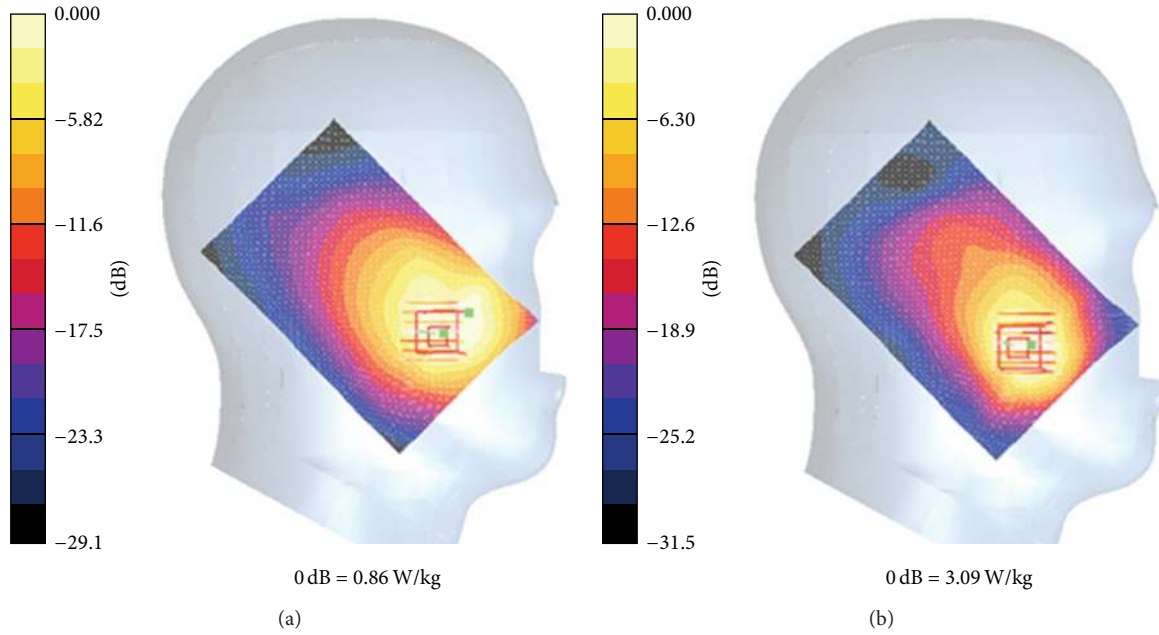 0.000
−5.82
−11.6
−17.5
−23.3
−29.1
(dB)
0 dB = 0.86 W/kg
(a)
0.000
−6.30
−12.6
−18.9
−25.2
−31.5
(dB)
0 dB = 3.09 W/kg
(b)